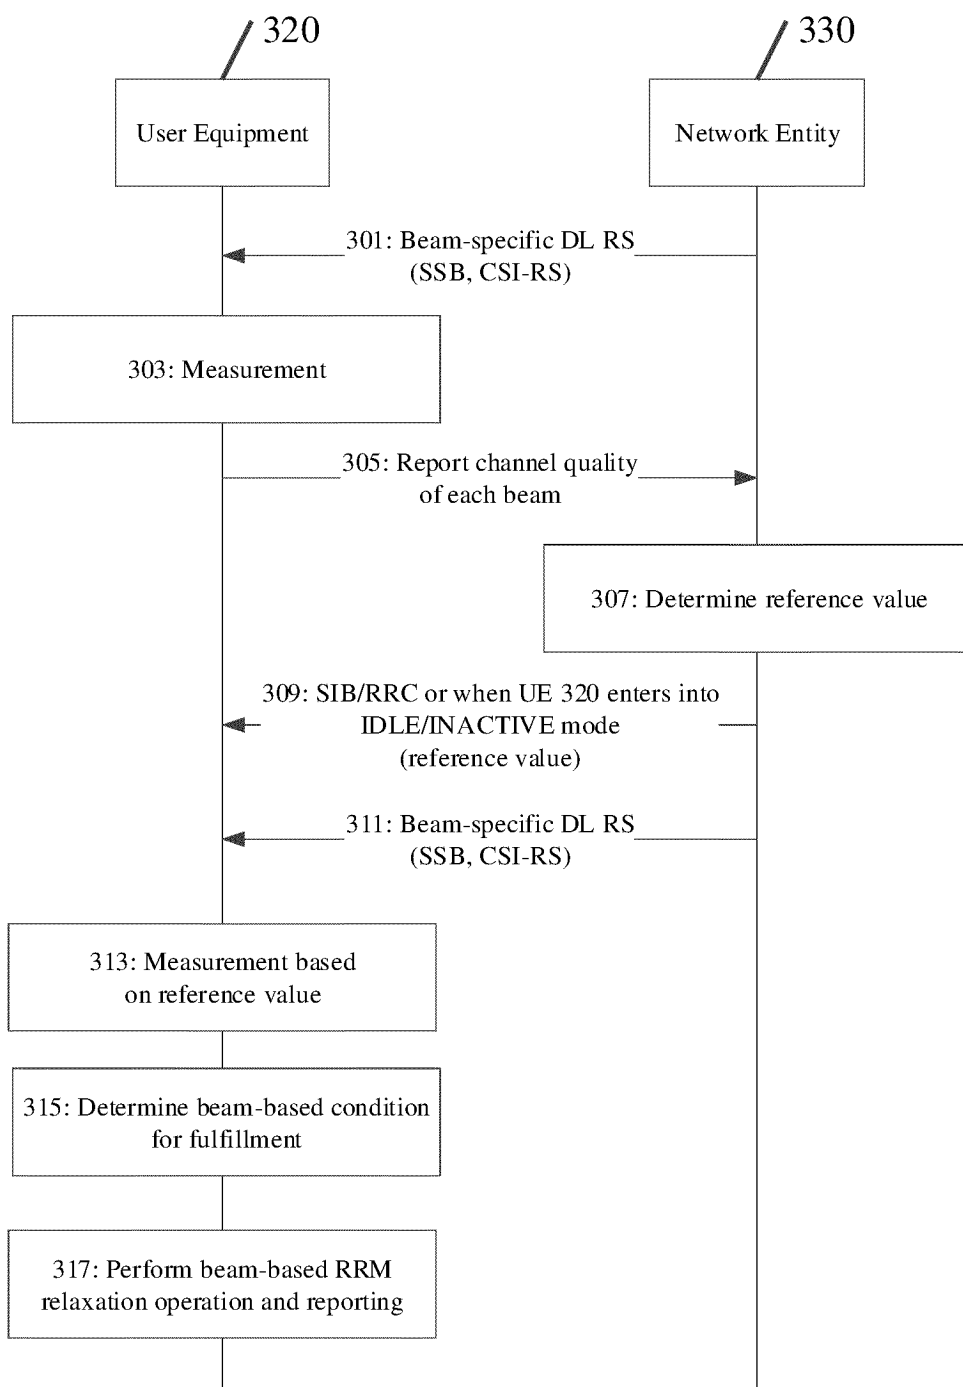 320
330
User Equipment
Network Entity
301: Beam-specific DL RS
(SSB, CSI-RS)
303: Measurement
305: Report channel quality
of each beam
307: Determine reference value
309: SIB/RRC or when UE 320 enters into
IDLE/INACTIVE mode
(reference value)
311: Beam-specific DL RS
(SSB, CSI-RS)
313: Measurement based
on reference value
315: Determine beam-based condition
for fulfillment
317: Perform beam-based RRM
relaxation operation and reporting